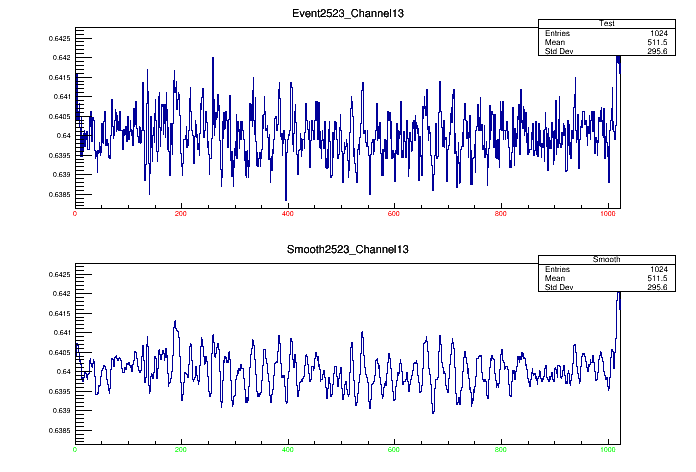 Event2523_Channel13
Test
Entries 1024
Mean 511.5
Std Dev 295.6
0.6425
0.642
0.6415
0.641
0.6405
0.64
0.6395
0.639
0.6385
0 200 400 600 800 1000
Smooth2523_Channel13
Smooth
Entries 1024
Mean 511.5
Std Dev 295.6
0.6425
0.642
0.6415
0.641
0.6405
0.64
0.6395
0.639
0.6385
0 200 400 600 800 1000